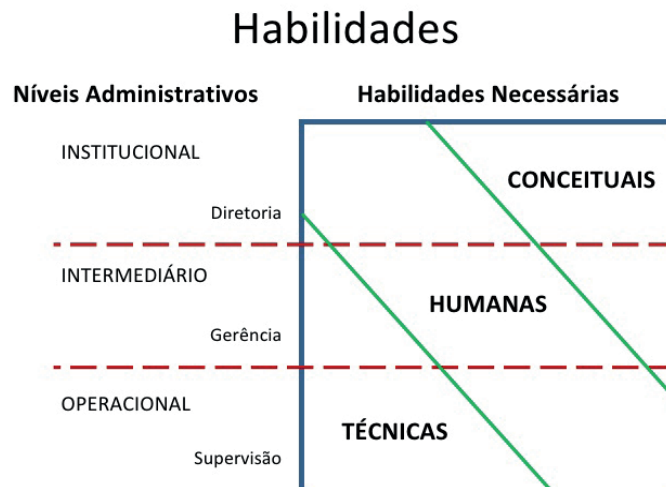 Habilidades
Níveis Administrativos
Habilidades Necessárias
INSTITUCIONAL
CONCEITUAIS
Diretoria
INTERMEDIÁRIO
HUMANAS
Gerência
OPERACIONAL
TÉCNICAS
Supervisão